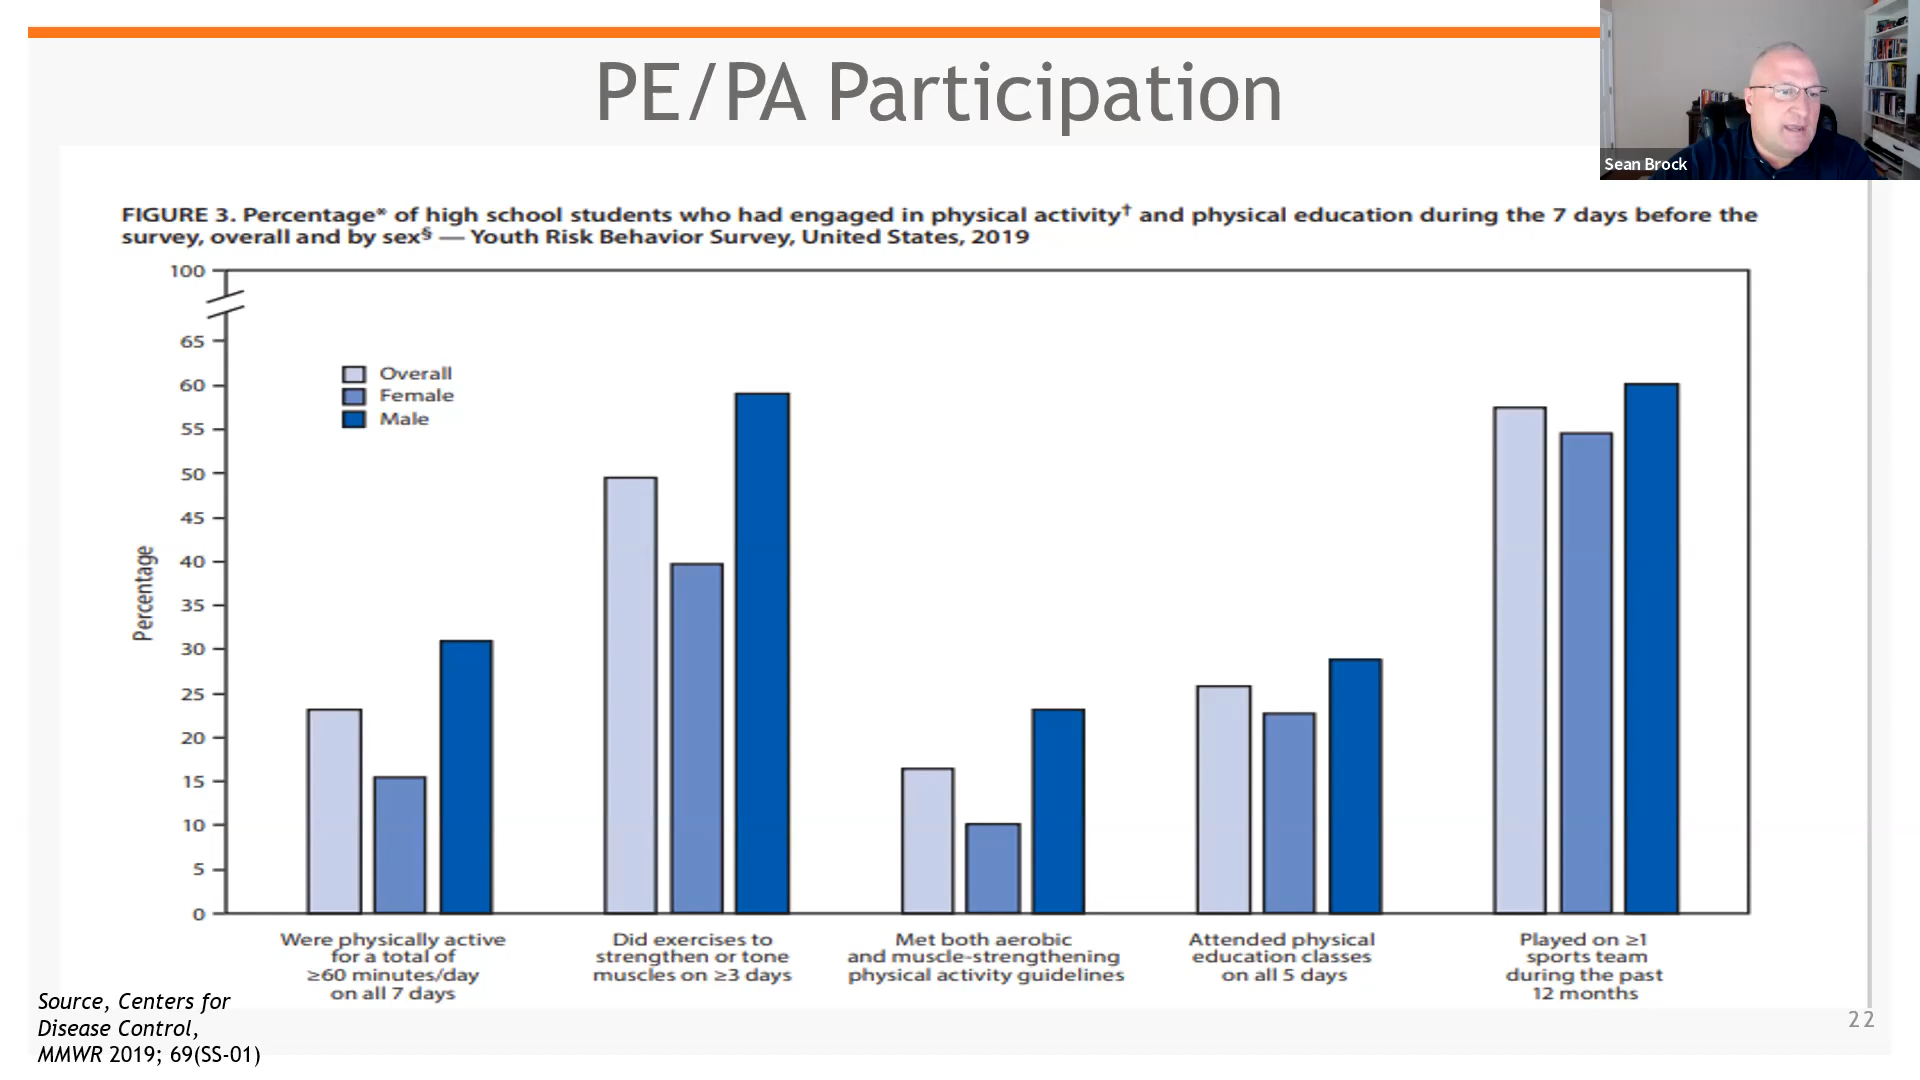 PE/PA Participation
Sean Brock
FIGURE 3. Percentage* of high school students who had engaged in physical activity† and physical education during the 7 days before the
survey, overall and by sex§ — Youth Risk Behavior Survey, United States, 2019
100
65
60
55
50
45
40
35
30
25
20
15
10
5
0
Percentage
Overall
Female
Male
Were physically active
for a total of
≥60 minutes/day
on all 7 days
Did exercises to
strengthen or tone
muscles on ≥3 days
Met both aerobic
and muscle-strengthening
physical activity guidelines
Attended physical
education classes
on all 5 days
Played on ≥1
sports team
during the past
12 months
Source, Centers for
Disease Control,
MMWR 2019; 69(SS-01)
22